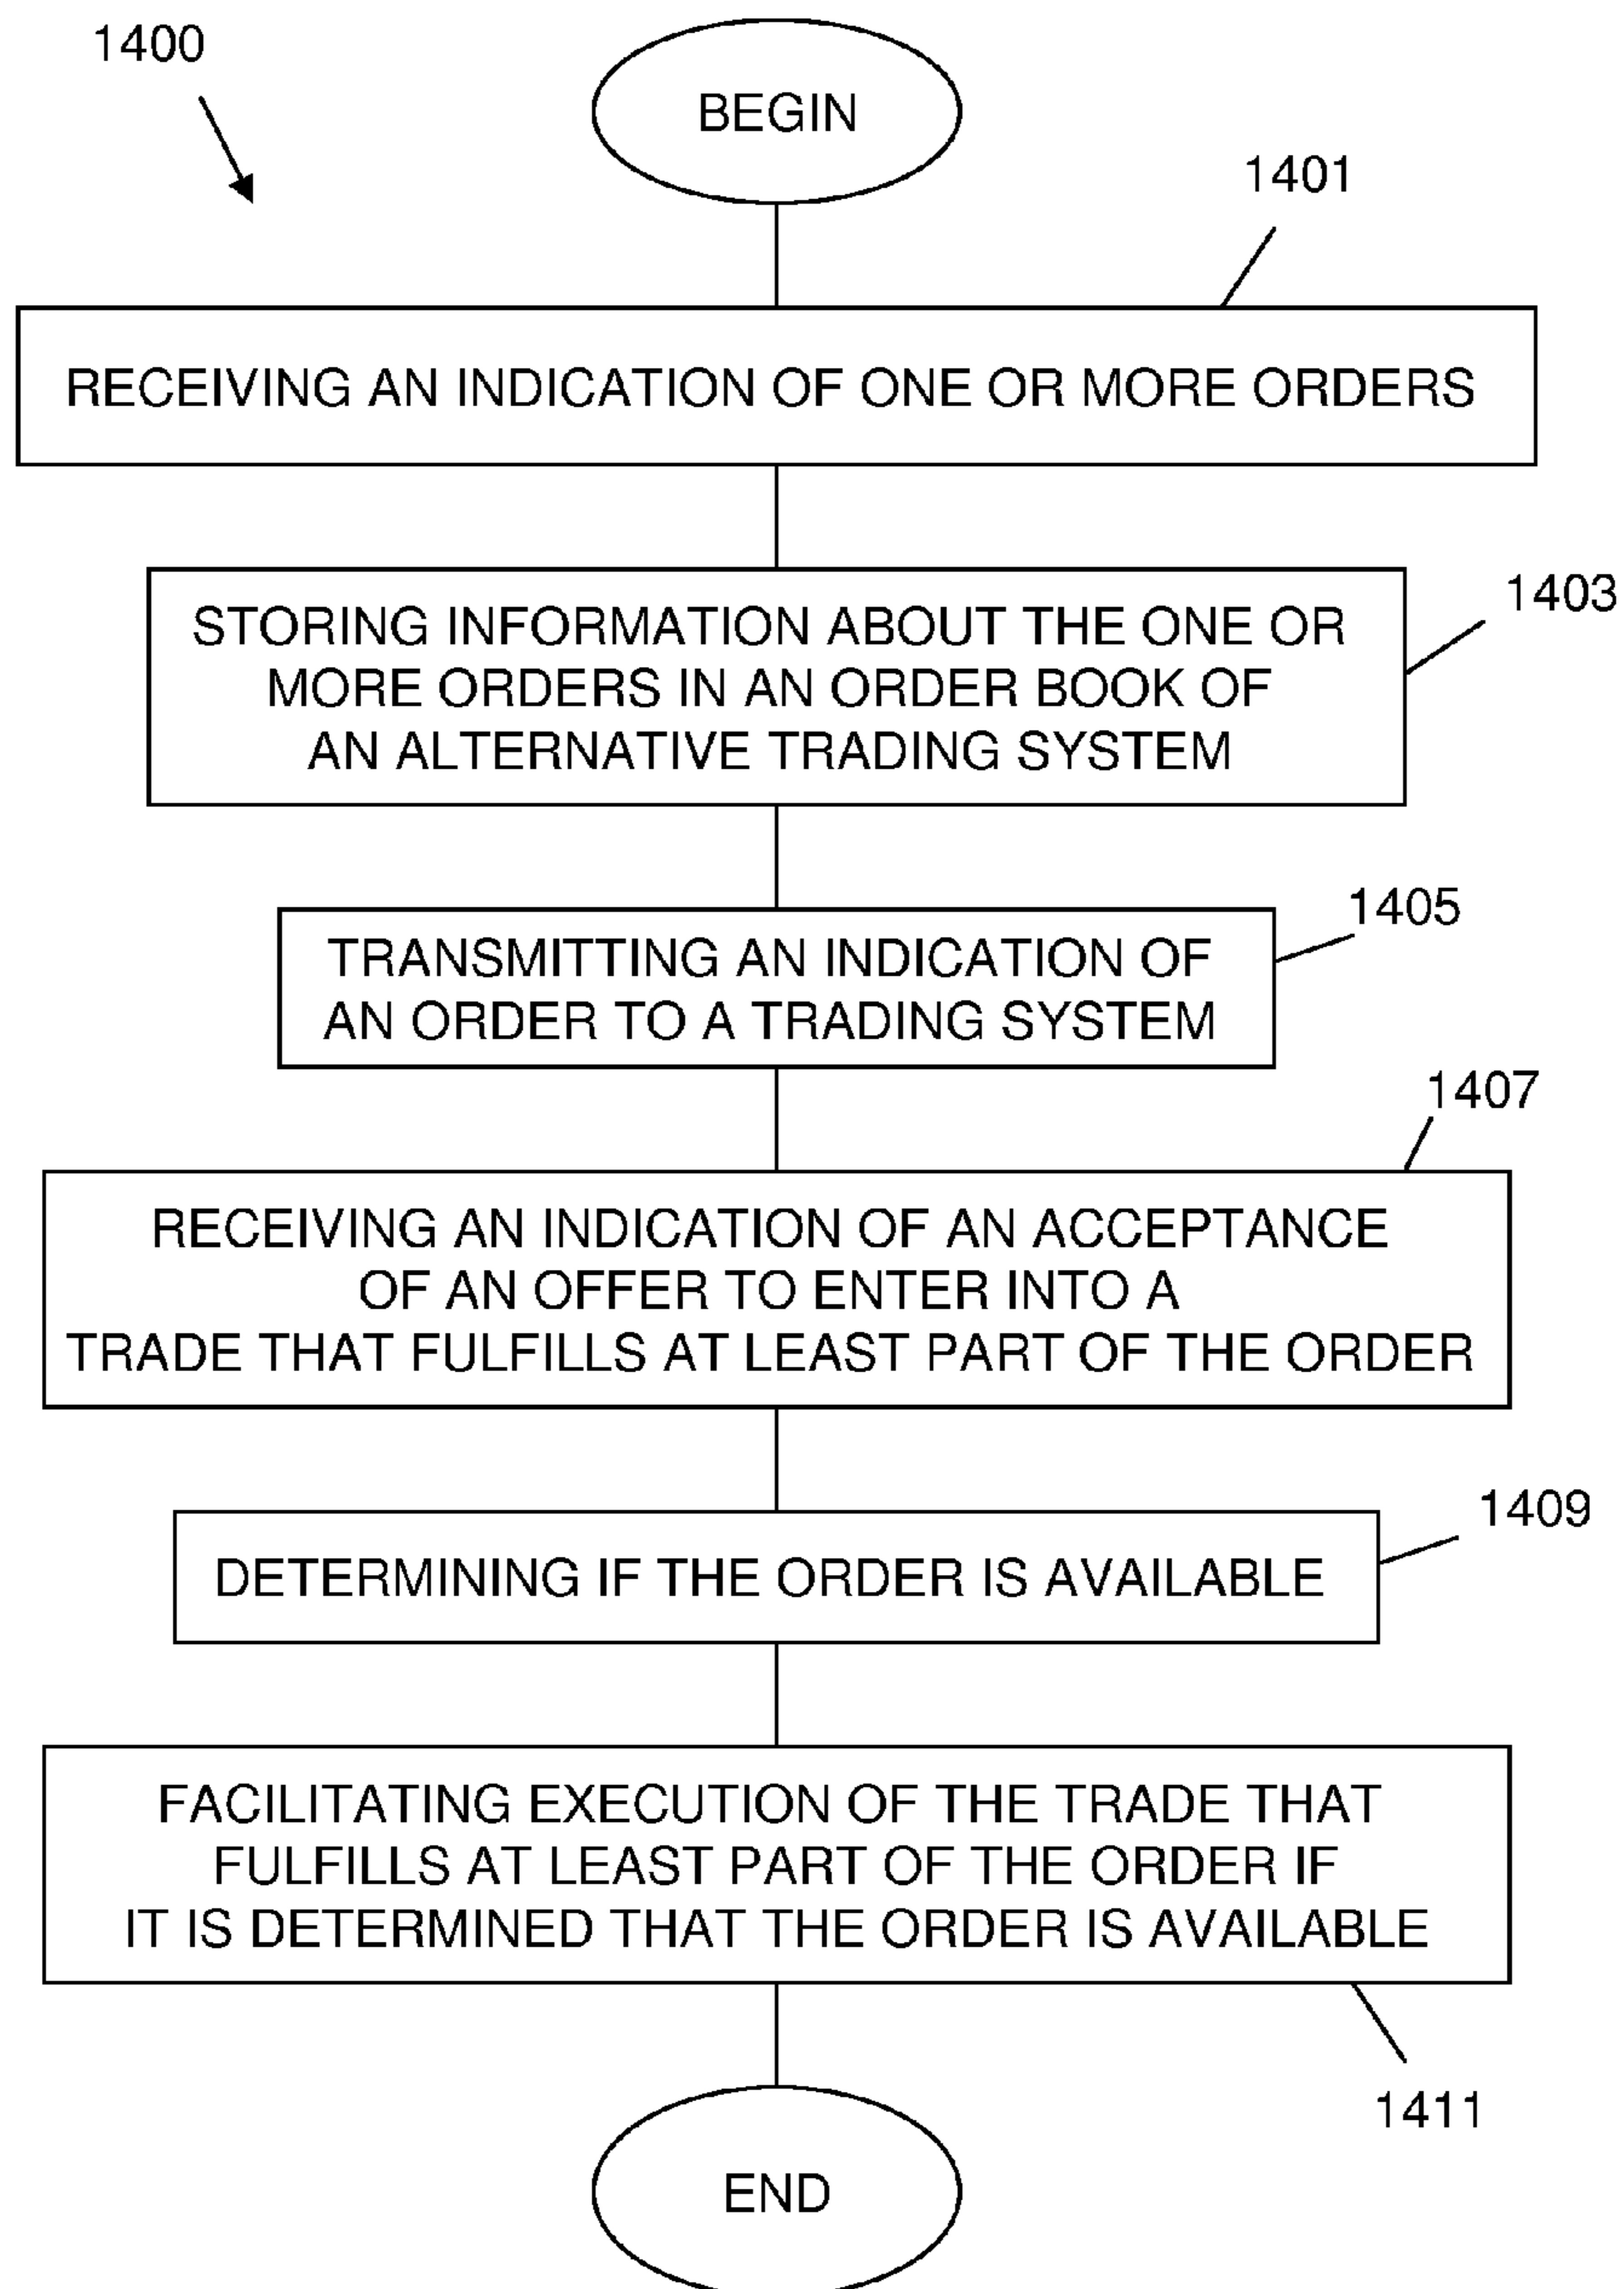 1400
BEGIN
1401
RECEIVING AN INDICATION OF ONE OR MORE ORDERS
1403
STORING INFORMATION ABOUT THE ONE OR
MORE ORDERS IN AN ORDER BOOK OF
AN ALTERNATIVE TRADING SYSTEM
1405
TRANSMITTING AN INDICATION OF
AN ORDER TO A TRADING SYSTEM
1407
RECEIVING AN INDICATION OF AN ACCEPTANCE
OF AN OFFER TO ENTER INTO A
TRADE THAT FULFILLS AT LEAST PART OF THE ORDER
1409
DETERMINING IF THE ORDER IS AVAILABLE
FACILITATING EXECUTION OF THE TRADE THAT
FULFILLS AT LEAST PART OF THE ORDER IF
IT IS DETERMINED THAT THE ORDER IS AVAILABLE
1411
END